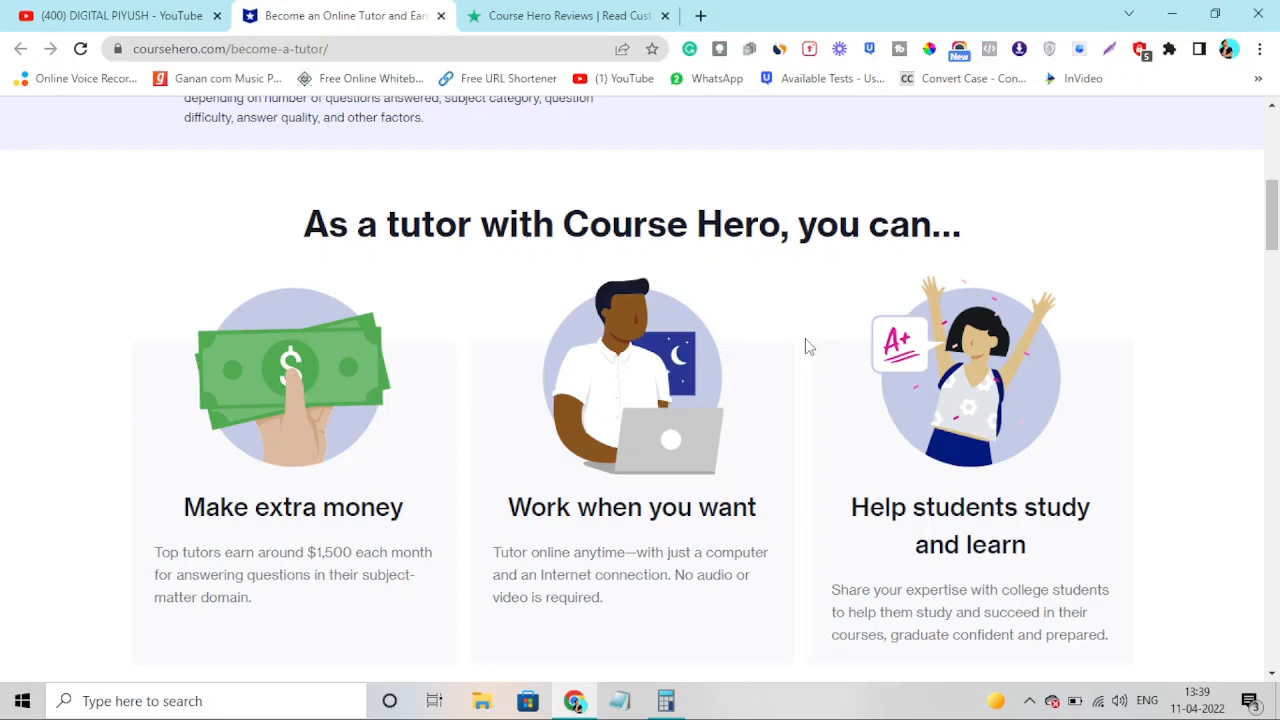 (400) DIGITAL PIYUSH - YouTube
Become an Online Tutor and Ear
Course Hero Reviews | Read Cust
coursehero.com/become-a-tutor/
New
5
Online Voice Recor...
Ganan com Music P...
Free Online Whiteb...
Free URL Shortener
(1) YouTube
WhatsApp
Available Tests - Us...
CC
Convert Case - Con...
InVideo
»
depending on number of questions answered, subject category, question
difficulty, answer quality, and other factors.
As a tutor with Course Hero, you can...
$
A+
Make extra money
Top tutors earn around $1,500 each month
for answering questions in their subject-
matter domain.
Work when you want
Tutor online anytime—with just a computer
and an Internet connection. No audio or
video is required.
Help students study
and learn
Share your expertise with college students
to help them study and succeed in their
courses, graduate confident and prepared.
Type here to search
ENG
13:39
11-04-2022
3